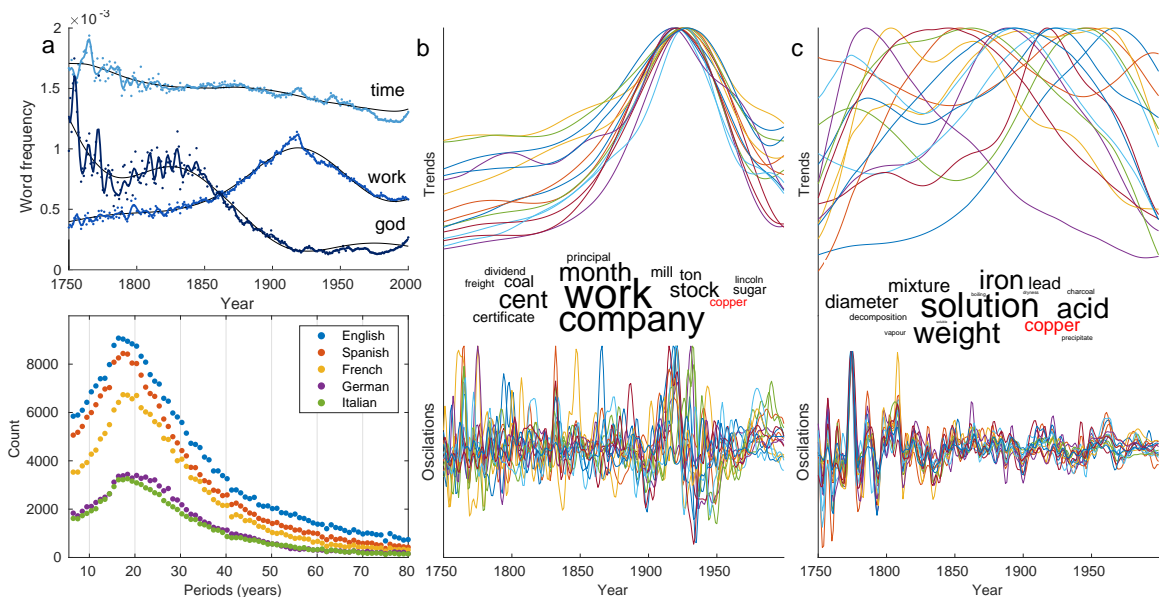 ×10⁻³
a
2
1.5
1
0.5
0
Word frequency
time
work
god
1750
1800
1850
1900
1950
2000
Year
8000
6000
4000
2000
0
Count
English
Spanish
French
German
Italian
10
20
30
40
50
60
70
80
Periods (years)
b
Trends
principal
dividend
month
mill
ton
freight
coal
lincoln
cent
work
stock
sugar
copper
certificate
company
Oscilations
1750
1800
1850
1900
1950
Year
c
Trends
iron
lead
mixture
boiling
dryness
charcoal
diameter
solution
acid
decomposition
copper
vapour
weight
precipitate
Oscilations
1750
1800
1850
1900
1950
Year